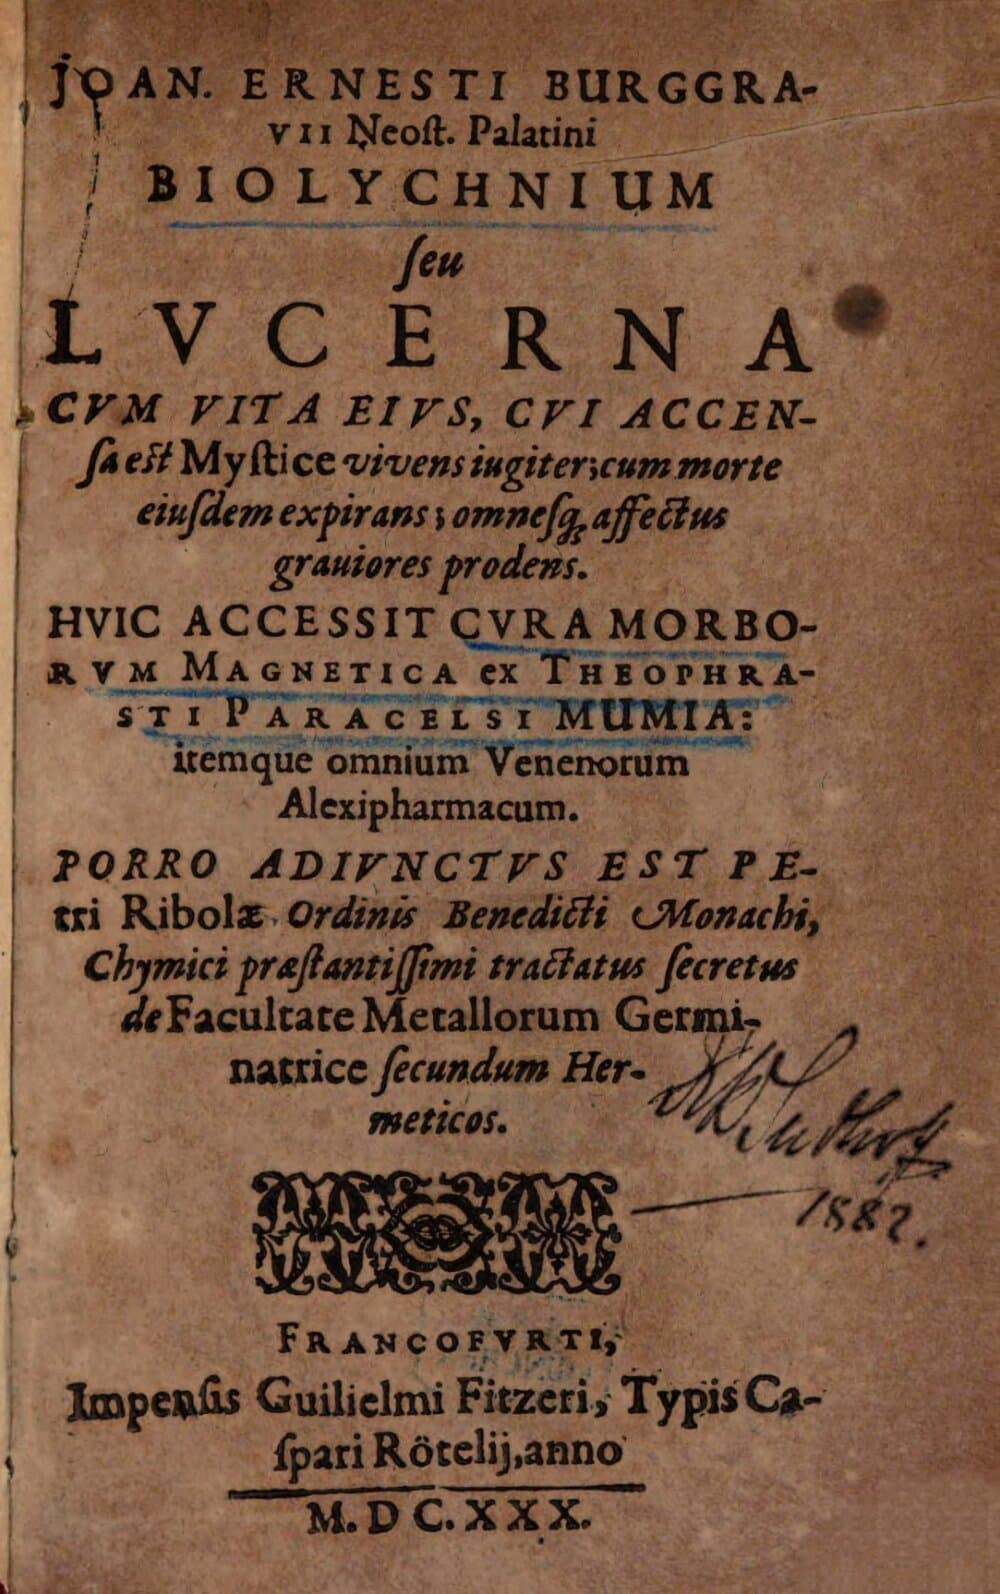 JOAN. ERNESTI BURGGRA-
VII Neoſt. Palatini
BIOLYCHNIUM
ſeu
LVCERNA
CVM VITA EIVS, CVI ACCEN-
ſa eſt Myſtice vivens iugiter; cum morte
eiuſdem expirans; omneſq; affectus
grauiores prodens.
HVIC ACCESSIT CVRA MORBO-
RVM MAGNETICA ex THEOPHRA-
STI PARACELSI MUMIA:
itemque omnium Venenorum
Alexipharmacum.
PORRO ADIVNCTVS EST PE-
tri Ribolæ Ordinis Benedicti Monachi,
Chymici præſtantiſſimi tractatus ſecretus
de Facultate Metallorum Germi-
natrice ſecundum Her-
meticos.
Sudhoff
1882.
FRANCOFVRTI,
Impenſis Guilielmi Fitzeri, Typis Ca-
ſpari Rötelij, anno
M. DC. XXX.